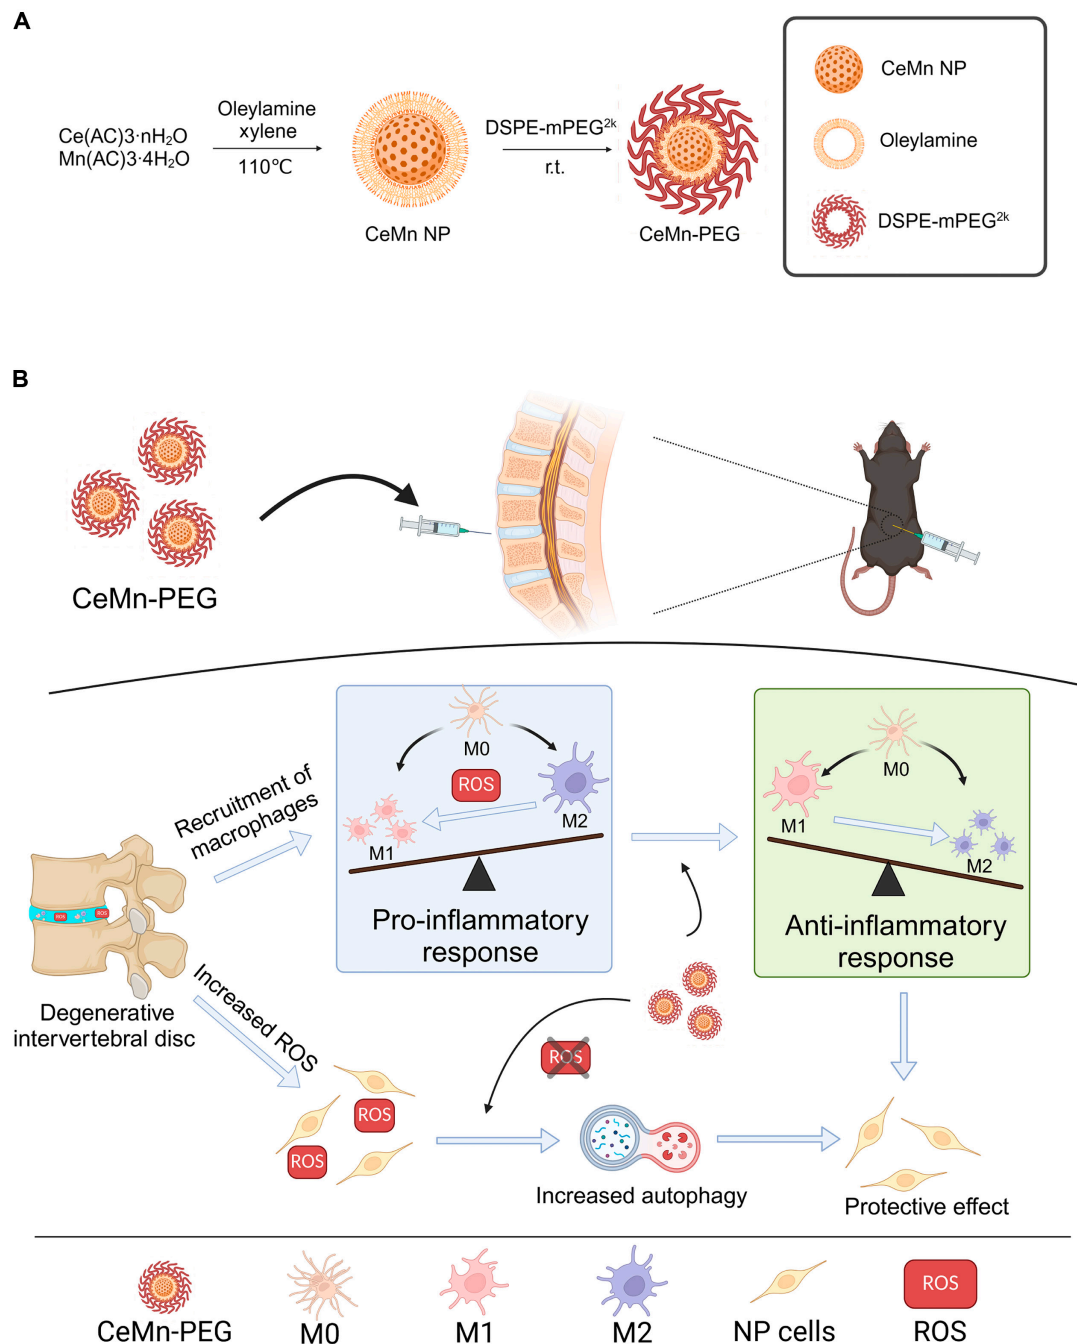 A
Ce(AC)3·nH₂O
Mn(AC)3·4H₂O
Oleylamine
xylene
110°C
CeMn NP
DSPE-mPEG²ᵏ
r.t.
CeMn-PEG
CeMn NP
Oleylamine
DSPE-mPEG²ᵏ
B
CeMn-PEG
Recruitment of
macrophages
M0
ROS
M1
M2
Pro-inflammatory
response
M0
M1
M2
Anti-inflammatory
response
ROS
ROS
Degenerative
intervertebral disc
Increased ROS
ROS
ROS
ROS
Increased autophagy
Protective effect
CeMn-PEG
M0
M1
M2
NP cells
ROS
ROS